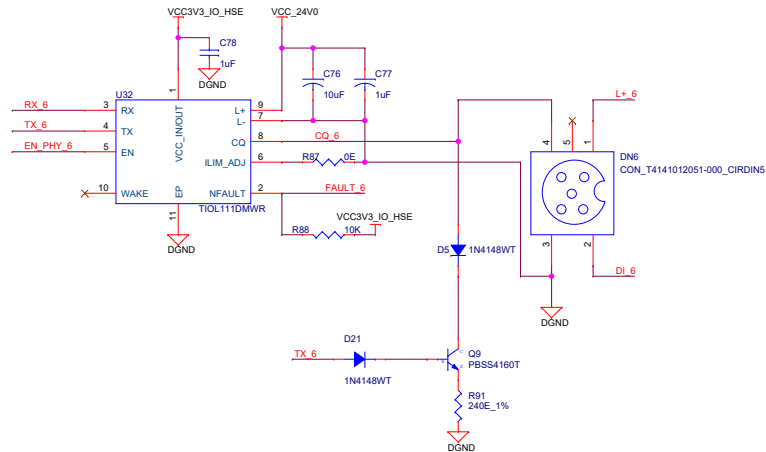 VCC3V3_IO_HSE
VCC_24V0
C78
1uF
DGND
C76
10uF
C77
1uF
U32
1
RX_6
3
RX
L+
9
L-
7
TX_6
4
TX
VCC_IN/OUT
CQ
8
CQ_6
EN_PHY_6
5
EN
ILIM_ADJ
6
R87
0E
10
WAKE
EP
NFAULT
2
FAULT_6
TIOL111DMWR
11
DGND
VCC3V3_IO_HSE
R88
10K
L+_6
4
5
1
DN6
CON_T4141012051-000_CIRDIN5
3
2
DI_6
DGND
D5
1N4148WT
D21
TX_6
1N4148WT
Q9
PBSS4160T
R91
240E_1%
DGND